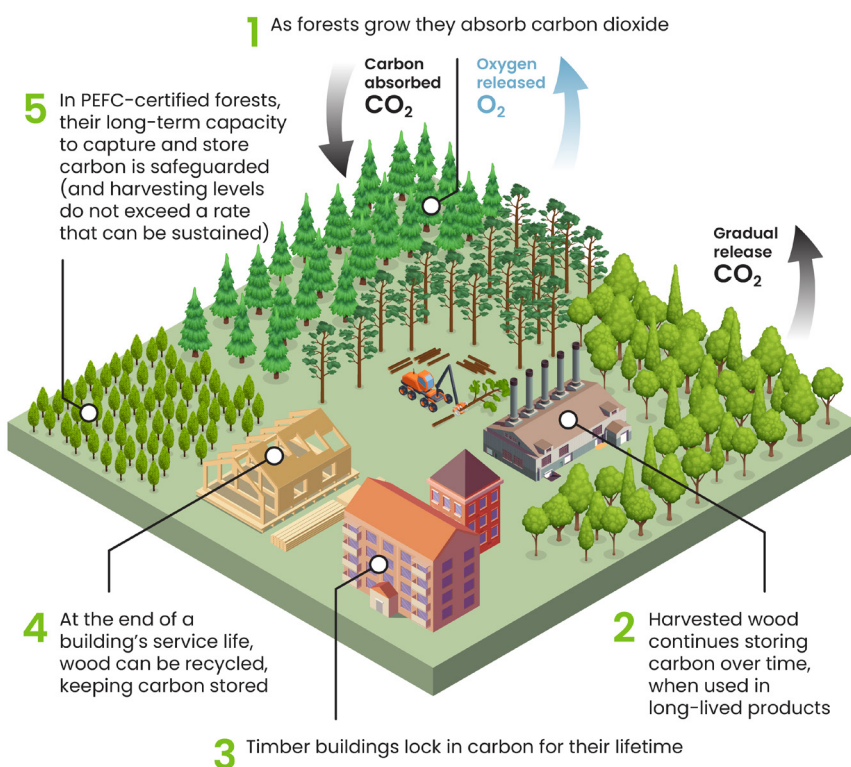 1 As forests grow they absorb carbon dioxide
Carbon
absorbed
CO₂
Oxygen
released
O₂
5 In PEFC-certified forests,
their long-term capacity
to capture and store
carbon is safeguarded
(and harvesting levels
do not exceed a rate
that can be sustained)
Gradual
release
CO₂
4 At the end of a
building’s service life,
wood can be recycled,
keeping carbon stored
2 Harvested wood
continues storing
carbon over time,
when used in
long-lived products
3 Timber buildings lock in carbon for their lifetime